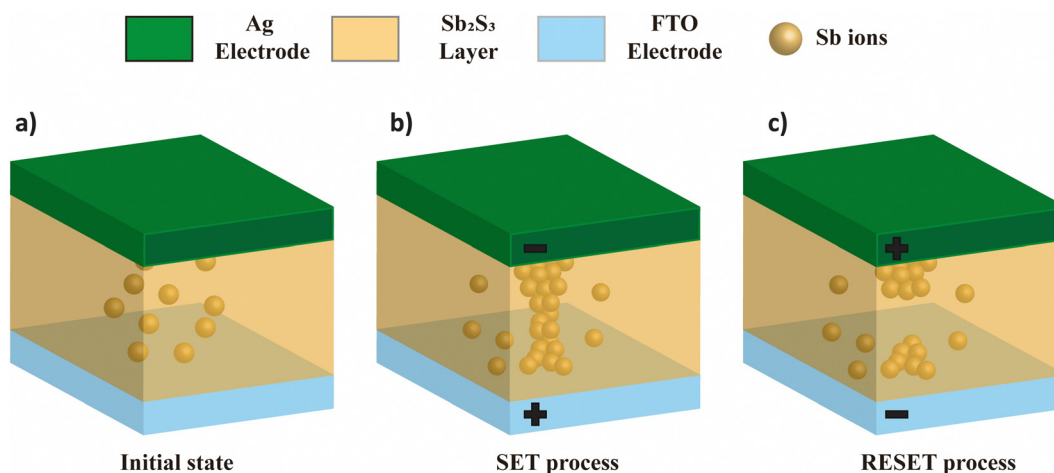 Ag
Electrode
Sb₂S₃
Layer
FTO
Electrode
Sb ions
a)
b)
c)
−
+
+
−
Initial state
SET process
RESET process